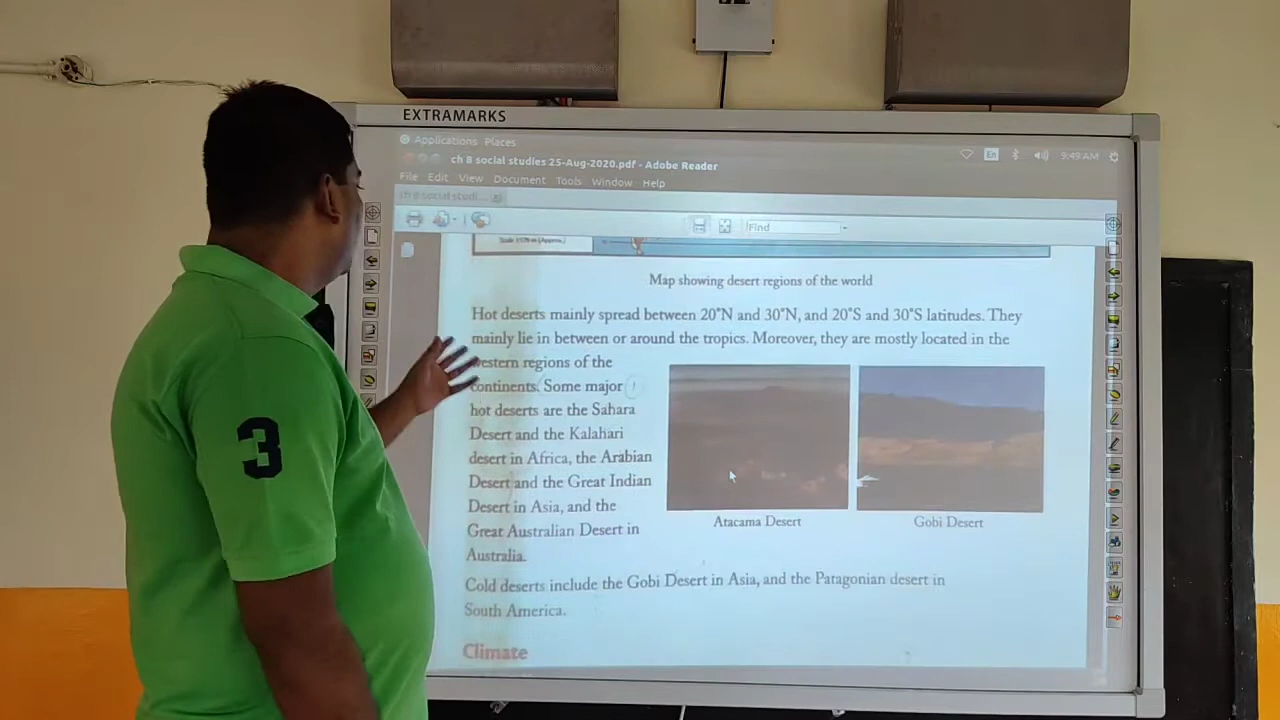 EXTRAMARKS
Applications Places
En
9:49 AM
ch 8 social studies 25-Aug-2020.pdf - Adobe Reader
File Edit View Document Tools Window Help
ch 8 social studi...
Find
Map showing desert regions of the world
Hot deserts mainly spread between 20°N and 30°N, and 20°S and 30°S latitudes. They
mainly lie in between or around the tropics. Moreover, they are mostly located in the
western regions of the
continents. Some major
hot deserts are the Sahara
Desert and the Kalahari
desert in Africa, the Arabian
Desert and the Great Indian
Desert in Asia, and the
Great Australian Desert in
Australia.
Atacama Desert
Gobi Desert
Cold deserts include the Gobi Desert in Asia, and the Patagonian desert in
South America.
Climate
3